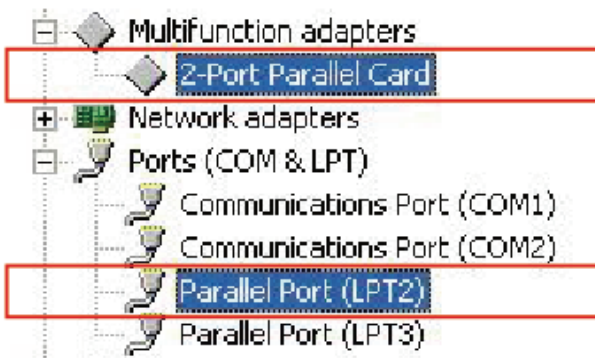 Multifunction adapters
2-Port Parallel Card
Network adapters
Ports (COM & LPT)
Communications Port (COM1)
Communications Port (COM2)
Parallel Port (LPT2)
Parallel Port (LPT3)